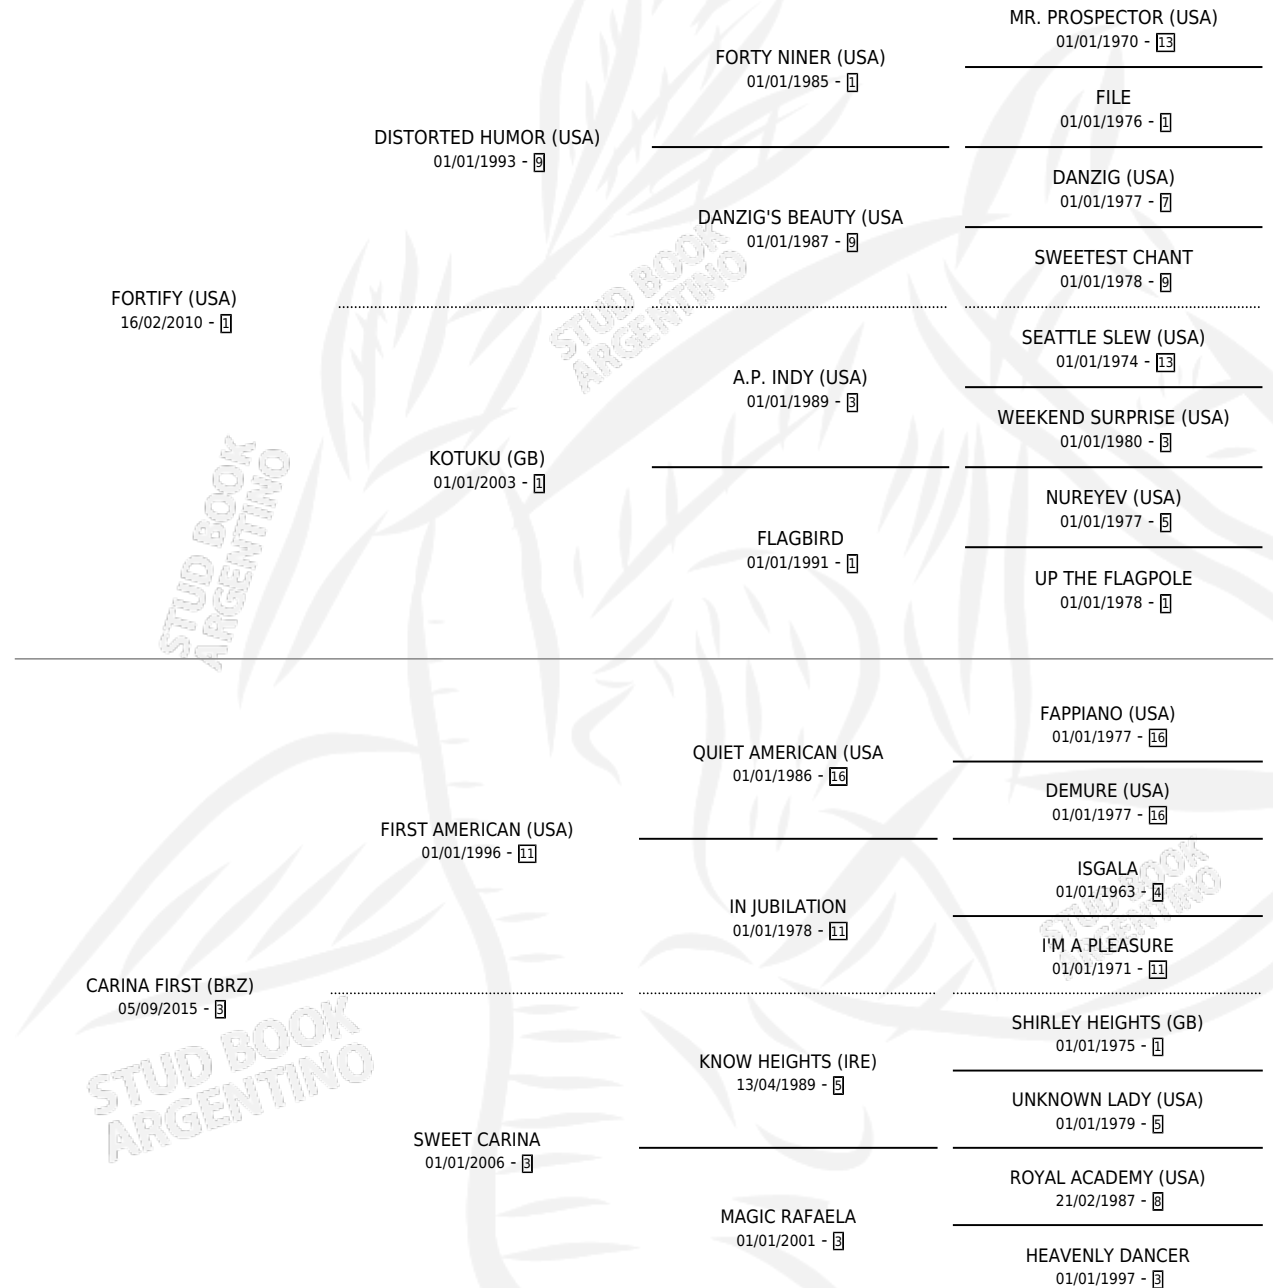 MR. PROSPECTOR (USA)
01/01/1970 - 13
FORTY NINER (USA)
01/01/1985 - 1
FILE
01/01/1976 - 1
DISTORTED HUMOR (USA)
01/01/1993 - 9
DANZIG (USA)
01/01/1977 - 7
DANZIG'S BEAUTY (USA
01/01/1987 - 9
SWEETEST CHANT
01/01/1978 - 9
FORTIFY (USA)
16/02/2010 - 1
STUD BOOK
ARGENTINO
SEATTLE SLEW (USA)
01/01/1974 - 13
A.P. INDY (USA)
01/01/1989 - 3
WEEKEND SURPRISE (USA)
01/01/1980 - 3
KOTUKU (GB)
01/01/2003 - 1
NUREYEV (USA)
01/01/1977 - 5
FLAGBIRD
01/01/1991 - 1
UP THE FLAGPOLE
01/01/1978 - 1
STUD BOOK
ARGENTINO
FAPPIANO (USA)
01/01/1977 - 16
QUIET AMERICAN (USA
01/01/1986 - 16
DEMURE (USA)
01/01/1977 - 16
FIRST AMERICAN (USA)
01/01/1996 - 11
ISGALA
01/01/1963 - 4
STUD BOOK
ARGENTINO
IN JUBILATION
01/01/1978 - 11
I'M A PLEASURE
01/01/1971 - 11
CARINA FIRST (BRZ)
05/09/2015 - 3
STUD BOOK
ARGENTINO
SHIRLEY HEIGHTS (GB)
01/01/1975 - 1
KNOW HEIGHTS (IRE)
13/04/1989 - 5
UNKNOWN LADY (USA)
01/01/1979 - 5
SWEET CARINA
01/01/2006 - 3
ROYAL ACADEMY (USA)
21/02/1987 - 8
MAGIC RAFAELA
01/01/2001 - 3
HEAVENLY DANCER
01/01/1997 - 3